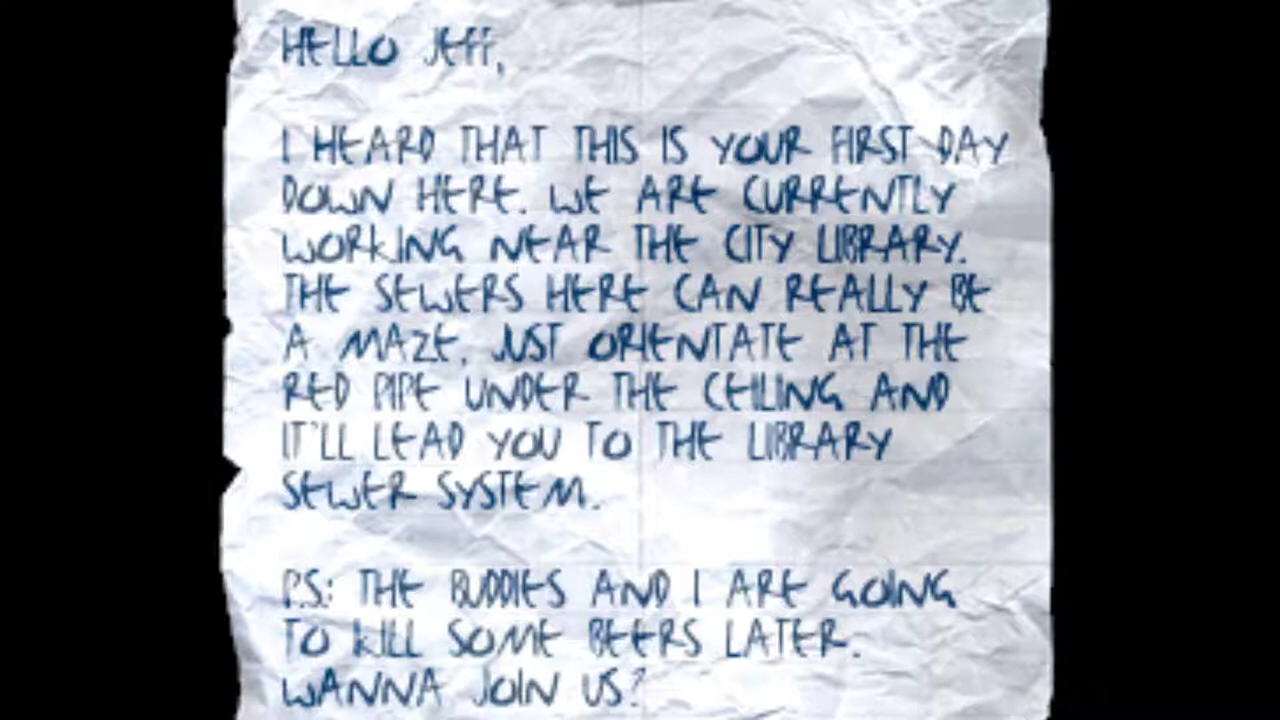 HELLO JEFF,
I HEARD THAT THIS IS YOUR FIRST DAY
DOWN HERE. WE ARE CURRENTLY
WORKING NEAR THE CITY LIBRARY.
THE SEWERS HERE CAN REALLY BE
A MAZE. JUST ORIENTATE AT THE
RED PIPE UNDER THE CEILING AND
IT'LL LEAD YOU TO THE LIBRARY
SEWER SYSTEM.
P.S.: THE BUDDIES AND I ARE GOING
TO KILL SOME BEERS LATER.
WANNA JOIN US?